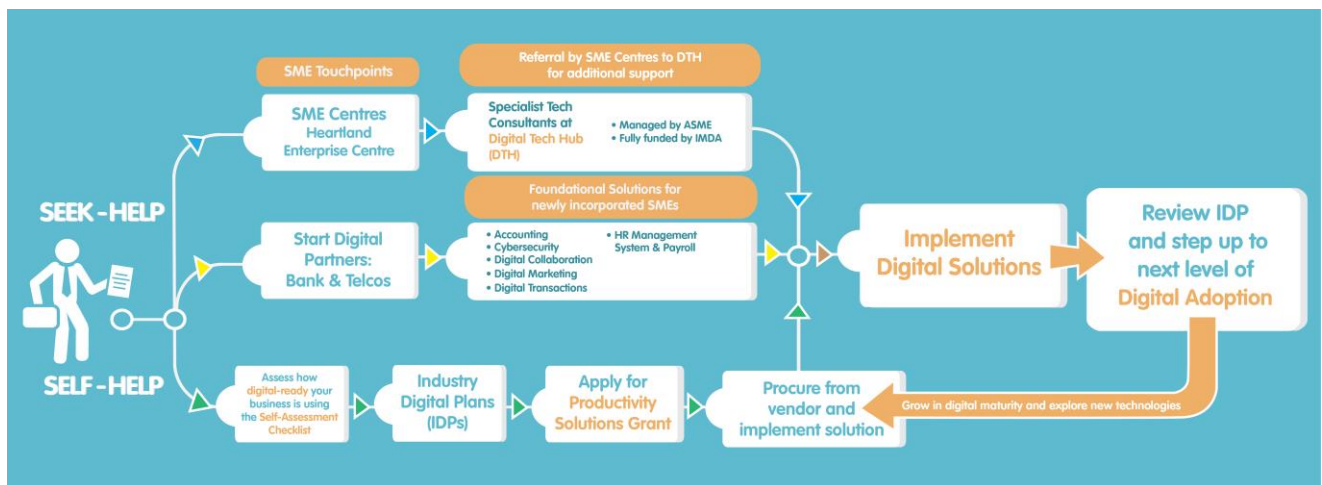 SEEK-HELP
SELF-HELP
SME Touchpoints
SME Centres
Heartland
Enterprise Centre
Referral by SME Centres to DTH
for additional support
Specialist Tech
Consultants at
Digital Tech Hub
(DTH)
• Managed by ASME
• Fully funded by IMDA
Start Digital
Partners:
Bank & Telcos
Foundational Solutions for
newly incorporated SMEs
• Accounting
• Cybersecurity
• Digital Collaboration
• Digital Marketing
• Digital Transactions
• HR Management
System & Payroll
Assess how
digital-ready your
business is using
the Self-Assessment
Checklist
Industry
Digital Plans
(IDPs)
Apply for
Productivity
Solutions Grant
Procure from
vendor and
implement solution
Implement
Digital Solutions
Review IDP
and step up to
next level of
Digital Adoption
Grow in digital maturity and explore new technologies